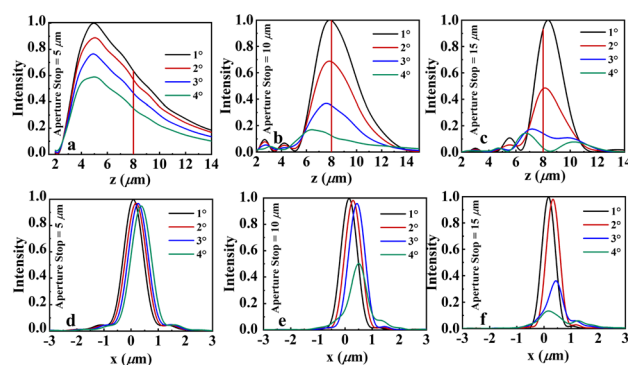 Intensity
Aperture Stop = 5 μm
1.0
0.8
0.6
0.4
0.2
0.0
1°
2°
3°
4°
a
2 4 6 8 10 12 14
z (μm)
Intensity
Aperture Stop = 10 μm
1.0
0.8
0.6
0.4
0.2
0.0
1°
2°
3°
4°
b
2 4 6 8 10 12 14
z (μm)
Intensity
Aperture Stop = 15 μm
1.0
0.8
0.6
0.4
0.2
0.0
1°
2°
3°
4°
c
2 4 6 8 10 12 14
z (μm)
Intensity
Aperture Stop = 5 μm
1.0
0.8
0.6
0.4
0.2
0.0
1°
2°
3°
4°
d
-3 -2 -1 0 1 2 3
x (μm)
Intensity
Aperture Stop = 10 μm
1.0
0.8
0.6
0.4
0.2
0.0
1°
2°
3°
4°
e
-3 -2 -1 0 1 2 3
x (μm)
Intensity
Aperture Stop = 15 μm
1.0
0.8
0.6
0.4
0.2
0.0
1°
2°
3°
4°
f
-3 -2 -1 0 1 2 3
x (μm)